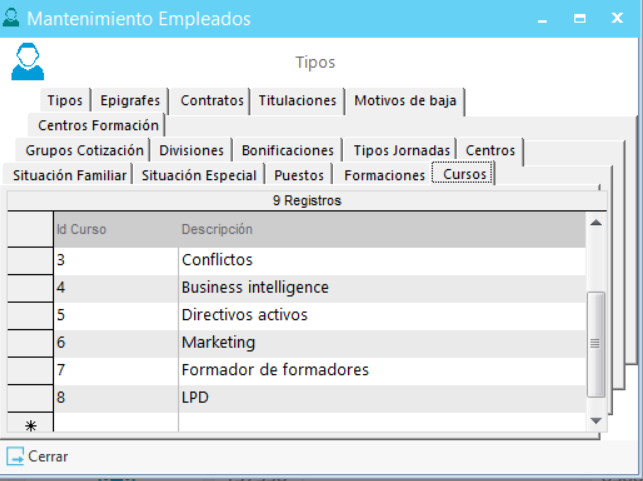 Mantenimiento Empleados
Tipos
Tipos Epigrafes Contratos Titulaciones Motivos de baja
Centros Formación
Grupos Cotización Divisiones Bonificaciones Tipos Jornadas Centros
Situación Familiar Situación Especial Puestos Formaciones Cursos
9 Registros
Id Curso Descripción
3 Conflictos
4 Business intelligence
5 Directivos activos
6 Marketing
7 Formador de formadores
8 LPD
Cerrar